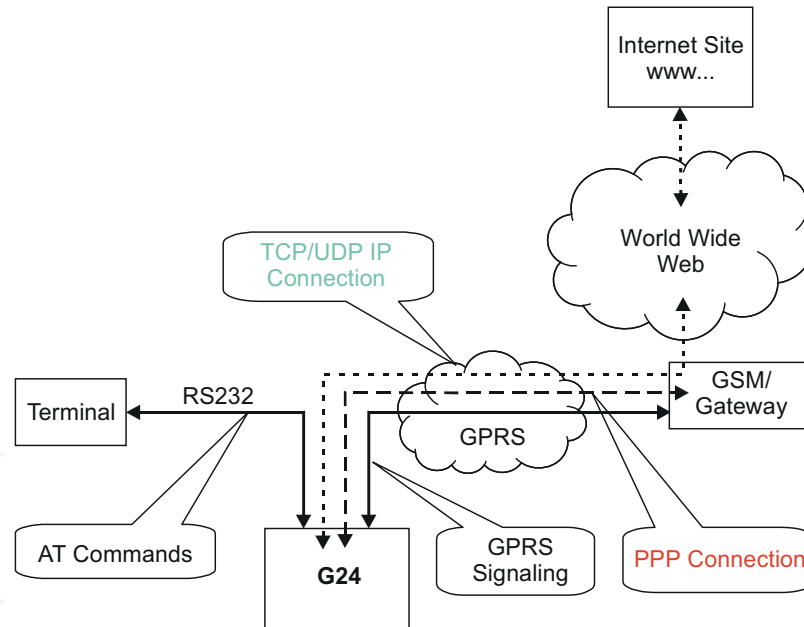 Internet Site
www...
World Wide
Web
TCP/UDP IP
Connection
RS232
Terminal
GSM/
Gateway
GPRS
AT Commands
G24
GPRS
Signaling
PPP Connection